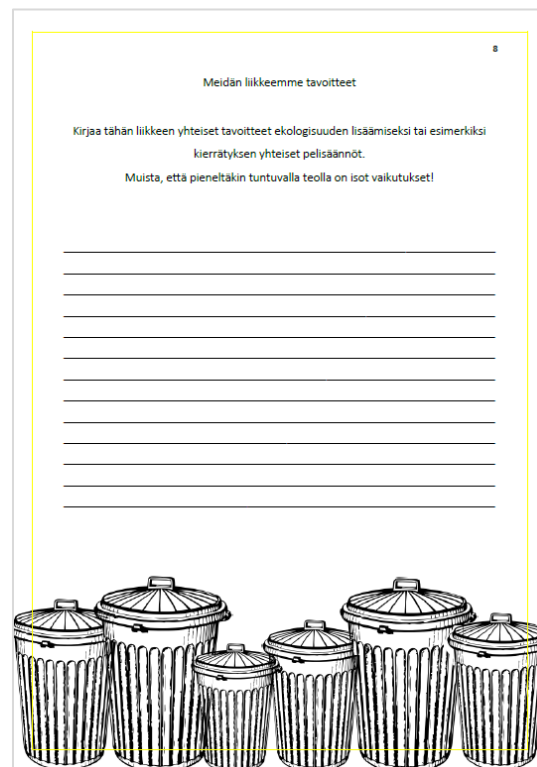 8
Meidän liikkeemme tavoitteet
Kirjaa tähän liikkeen yhteiset tavoitteet ekologisuuden lisäämiseksi tai esimerkiksi
kierrätyksen yhteiset pelisäännöt.
Muista, että pieneltäkin tuntuvalla teolla on isot vaikutukset!